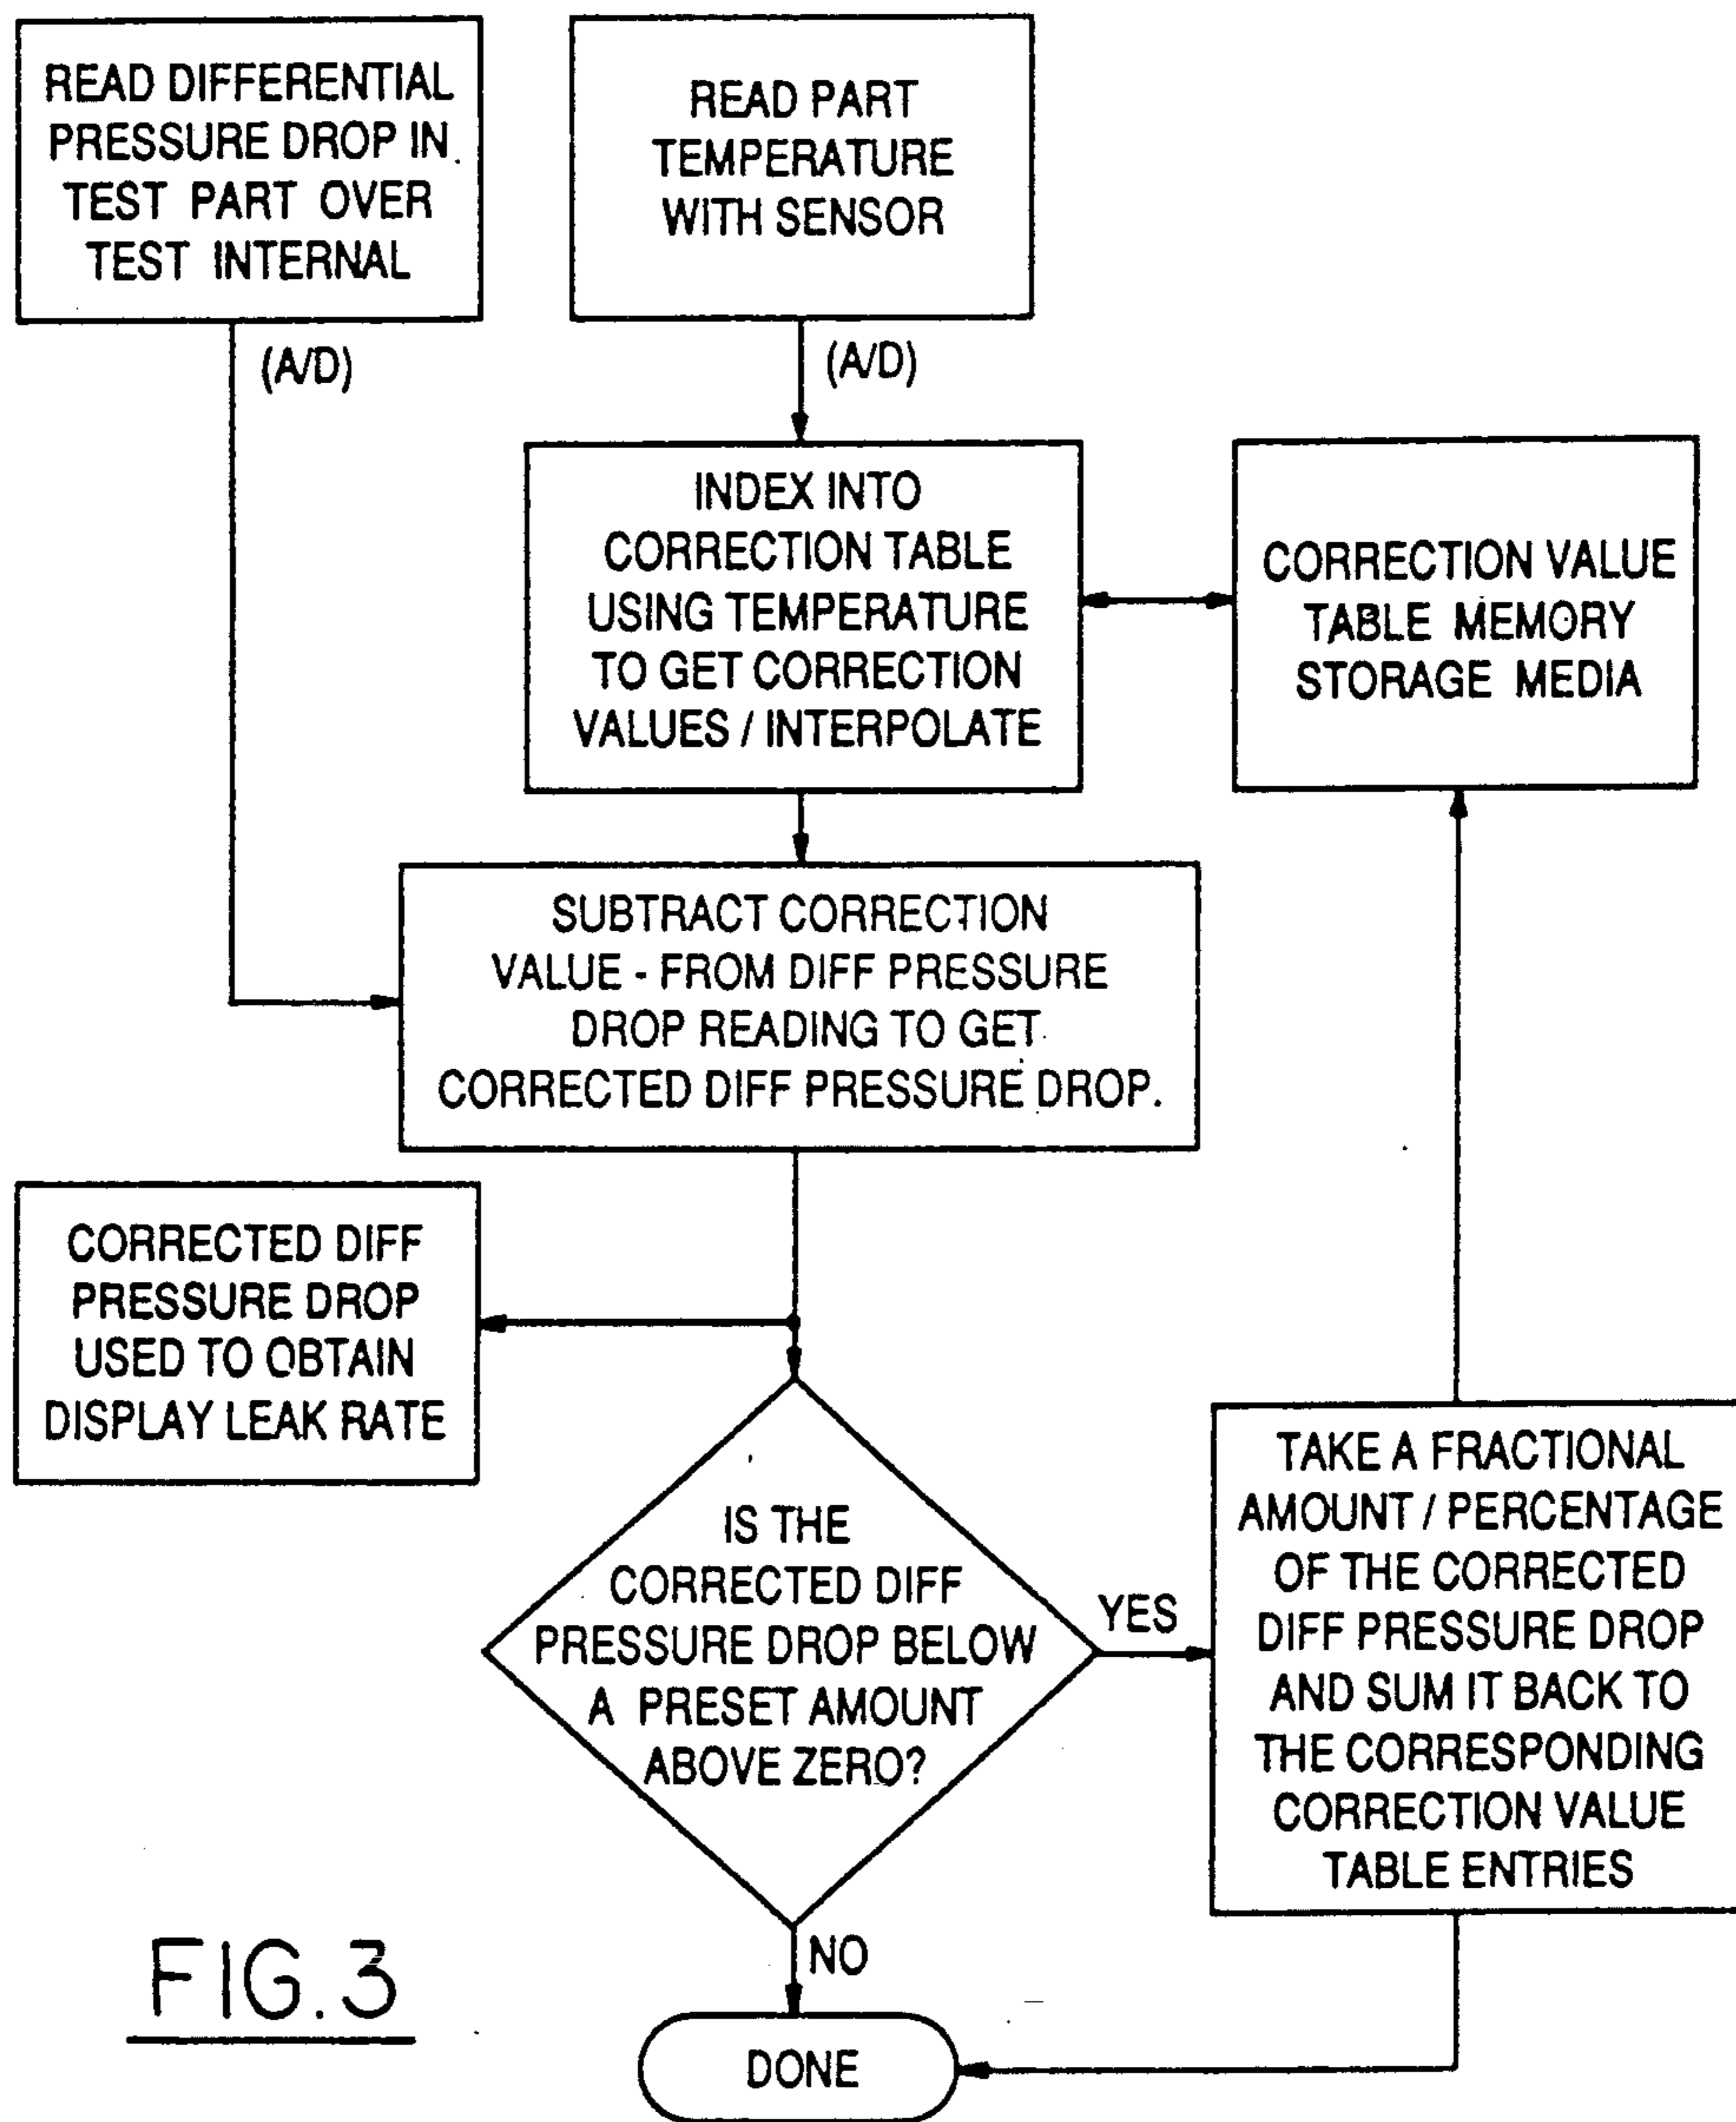 READ DIFFERENTIAL
PRESSURE DROP IN
TEST PART OVER
TEST INTERNAL
(A/D)
READ PART
TEMPERATURE
WITH SENSOR
(A/D)
INDEX INTO
CORRECTION TABLE
USING TEMPERATURE
TO GET CORRECTION
VALUES / INTERPOLATE
CORRECTION VALUE
TABLE MEMORY
STORAGE MEDIA
SUBTRACT CORRECTION
VALUE - FROM DIFF PRESSURE
DROP READING TO GET
CORRECTED DIFF PRESSURE DROP.
CORRECTED DIFF
PRESSURE DROP
USED TO OBTAIN
DISPLAY LEAK RATE
IS THE
CORRECTED DIFF
PRESSURE DROP BELOW
A PRESET AMOUNT
ABOVE ZERO?
YES
TAKE A FRACTIONAL
AMOUNT / PERCENTAGE
OF THE CORRECTED
DIFF PRESSURE DROP
AND SUM IT BACK TO
THE CORRESPONDING
CORRECTION VALUE
TABLE ENTRIES
NO
DONE
FIG.3